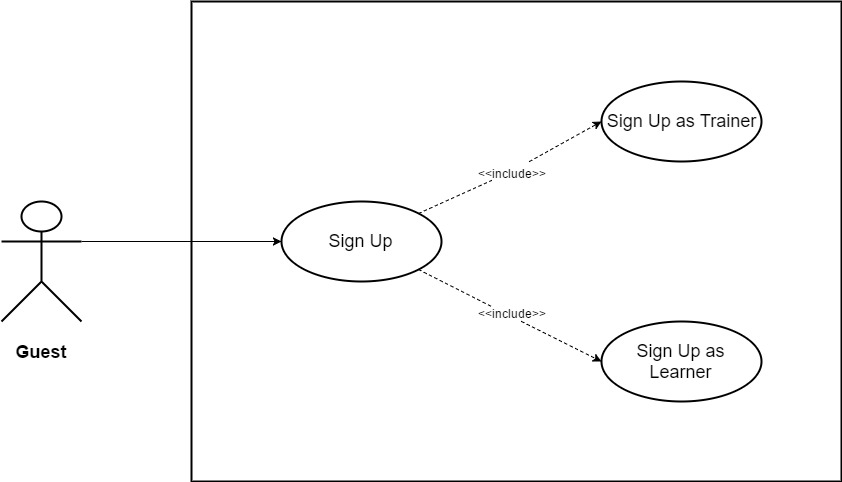 Sign Up as Trainer
<<include>>
Sign Up
<<include>>
Guest
Sign Up as
Learner